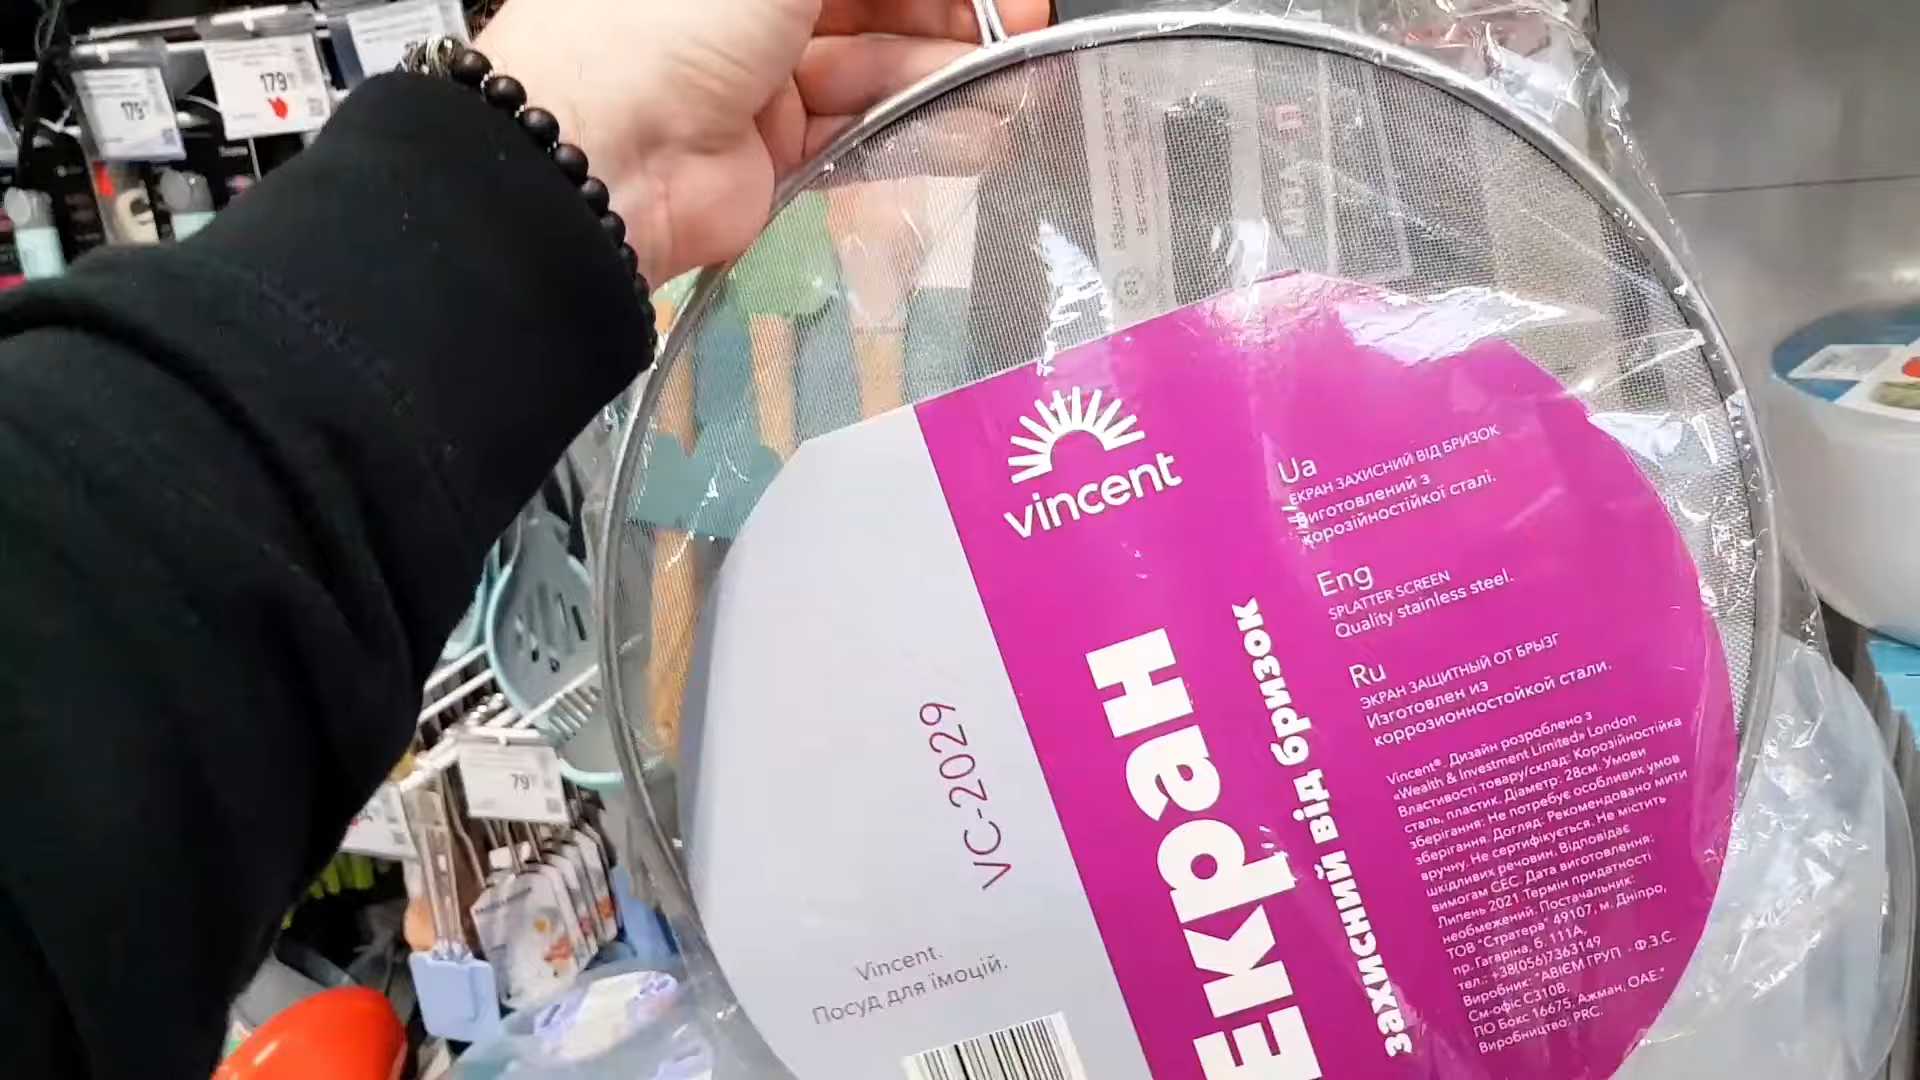 179
179
79
vincent
Екран
захисний від бризок
VC-2029
Vincent.
Посуд для їмоцій.
Ua
ЕКРАН ЗАХИСНИЙ ВІД БРИЗОК
Виготовлений з
корозійностійкої сталі.
Eng
SPLATTER SCREEN
Quality stainless steel.
Ru
ЭКРАН ЗАЩИТНЫЙ ОТ БРЫЗГ
Изготовлен из
коррозионностойкой стали.
Vincent®. Дизайн розроблено з
«Wealth & Investment Limited» London
Властивості товару/склад: Корозійностійка
сталь, пластик. Діаметр: 28см. Умови
зберігання: Не потребує особливих умов
зберігання. Догляд: Рекомендовано мити
вручну. Не сертифікується. Не містить
шкідливих речовин. Відповідає
вимогам СЕС. Дата виготовлення:
Липень 2021 Термін придатності
необмежений. Постачальник:
ТОВ "Стратера" 49107, м. Дніпро,
пр. Гагаріна, б. 111А,
тел.: +38(056)7363149
Виробник: "АВІЄМ ГРУП - Ф.З.С.
См-офіс С310В,
ПО Бокс 16675, Ажман, ОАЕ."
Виробництво: PRC.